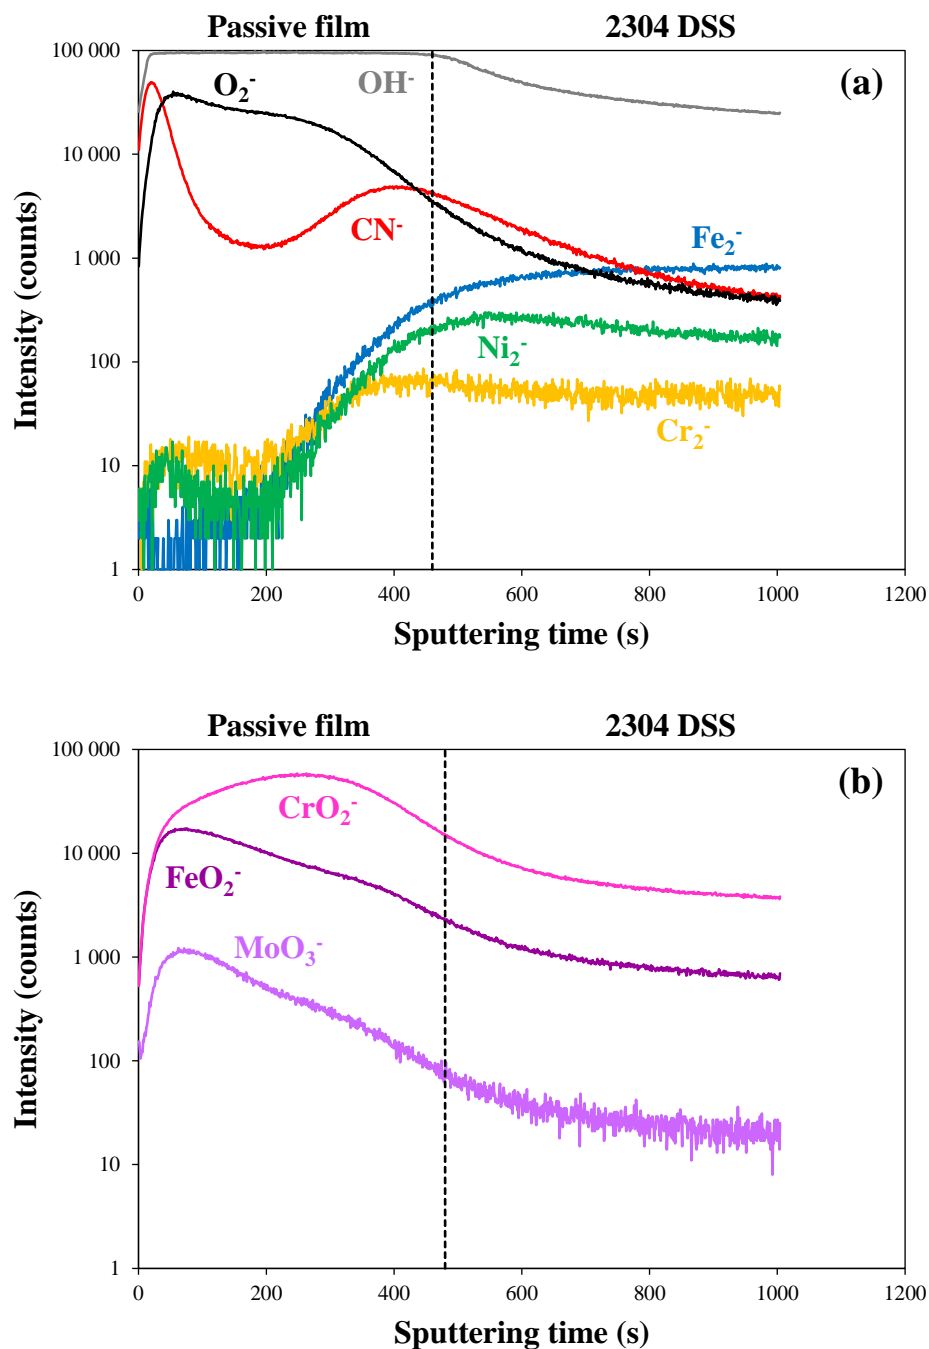 Passive film 2304 DSS
100 000
10 000
1 000
100
10
1
Intensity (counts)
(a)
O₂⁻
OH⁻
CN⁻
Fe₂⁻
Ni₂⁻
Cr₂⁻
0 200 400 600 800 1000 1200
Sputtering time (s)
Passive film 2304 DSS
100 000
10 000
1 000
100
10
1
Intensity (counts)
(b)
CrO₂⁻
FeO₂⁻
MoO₃⁻
0 200 400 600 800 1000 1200
Sputtering time (s)